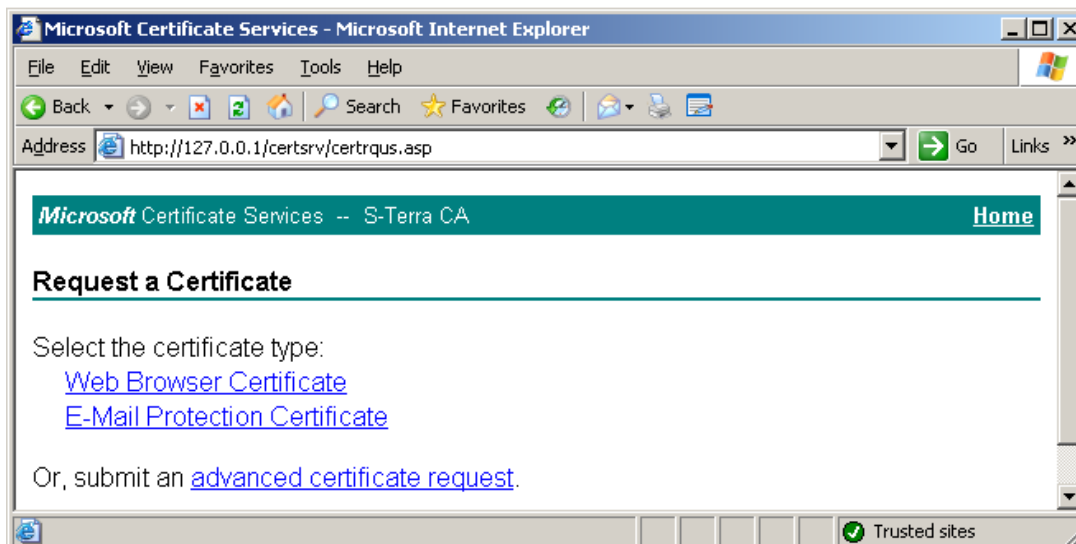 Microsoft Certificate Services - Microsoft Internet Explorer
File Edit View Favorites Tools Help
Back Search Favorites
Address http://127.0.0.1/certsrv/certrqus.asp Go Links »
Microsoft Certificate Services -- S-Terra CA Home
Request a Certificate
Select the certificate type:
Web Browser Certificate
E-Mail Protection Certificate
Or, submit an advanced certificate request.
Trusted sites